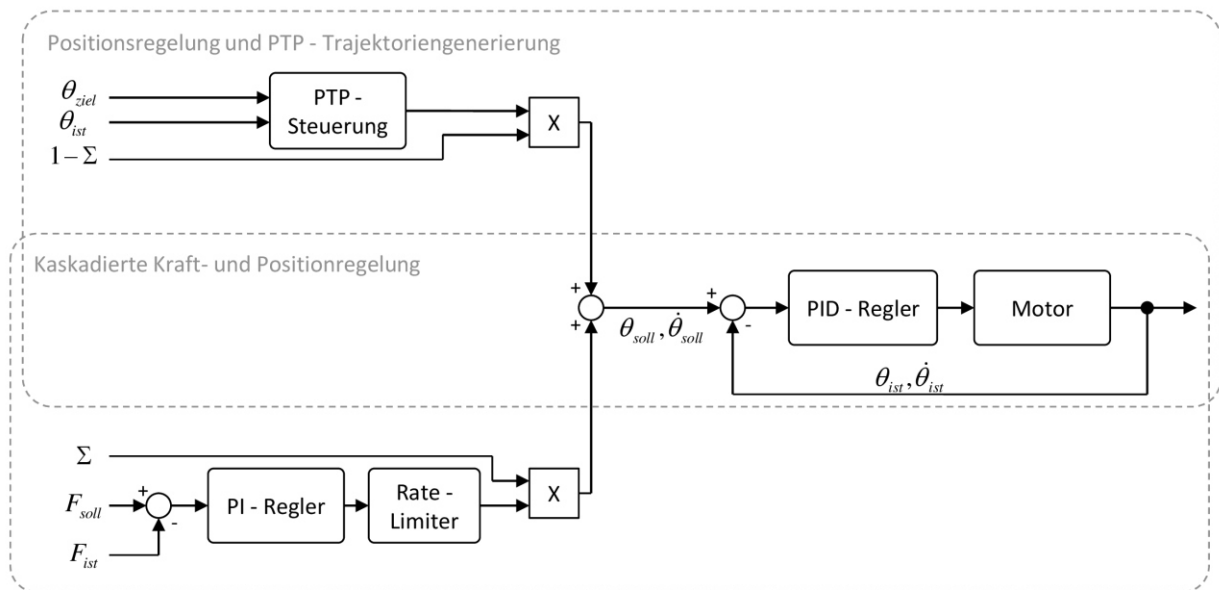 Positionsregelung und PTP - Trajektoriengenerierung
θziel
θist
1 – Σ
PTP -
Steuerung
X
Kaskadierte Kraft- und Positionregelung
+
+
θsoll, θ̇soll
+
-
PID - Regler
Motor
θist, θ̇ist
Σ
Fsoll
+
-
Fist
PI - Regler
Rate -
Limiter
X